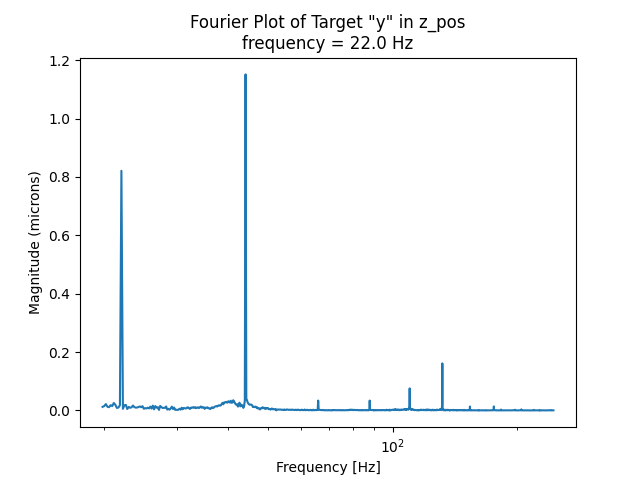 Fourier Plot of Target "y" in z_pos
frequency = 22.0 Hz
1.2
1.0
0.8
0.6
0.4
0.2
0.0
Magnitude (microns)
10²
Frequency [Hz]